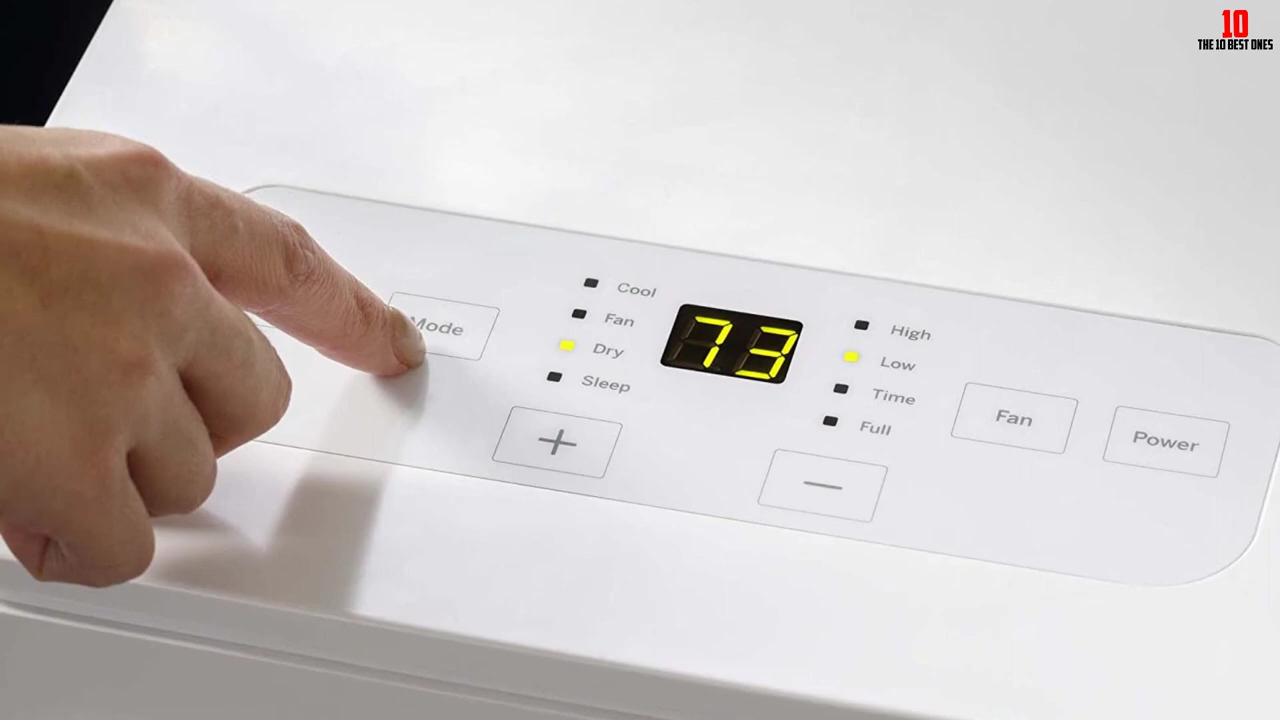 10
THE 10 BEST ONES
Mode
Cool
Fan
Dry
Sleep
73
High
Low
Time
Full
+
−
Fan
Power